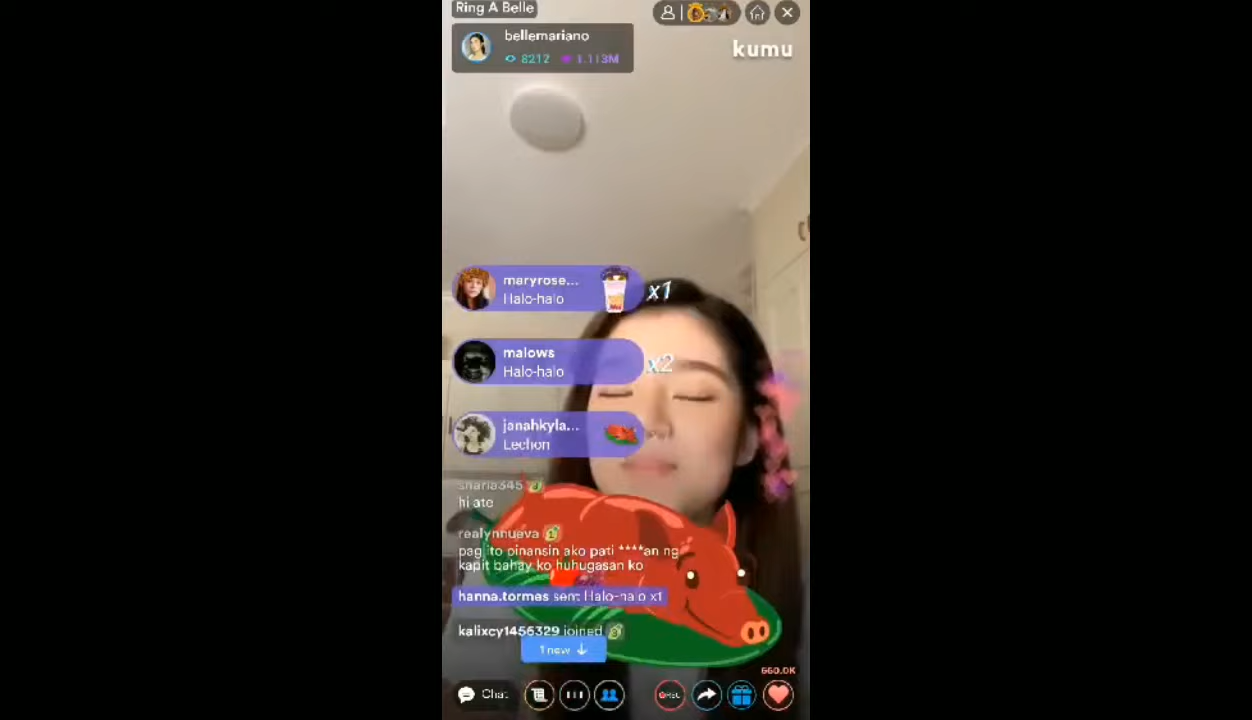 Ring A Belle
bellemariano
8212 1.113M
kumu
maryrose...
Halo-halo
x1
malows
Halo-halo
x2
janahkyla...
Lechon
sharla345
hi ate
realynnueva
pag ito pinansin ako pati ****an ng
kapit bahay ko huhugasan ko
hanna.tormes sent Halo-halo x1
kalixcy1456329 joined
1 new ↓
660.0K
Chat
REC